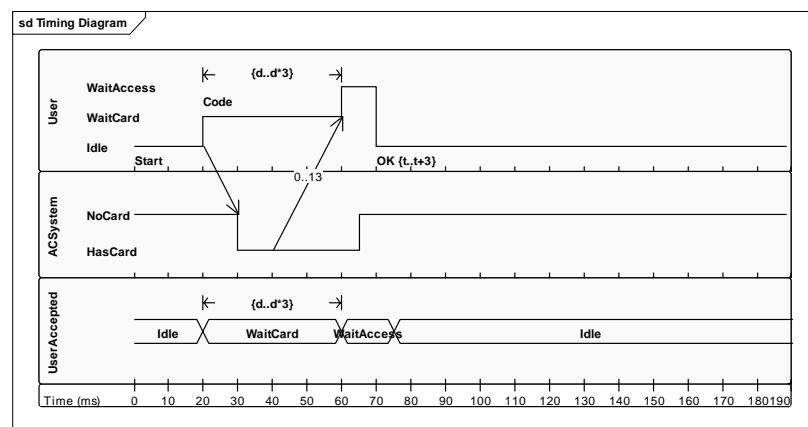 sd Timing Diagram
User
{d..d*3}
WaitAccess
Code
WaitCard
Idle
Start
OK {t..t+3}
0..13
ACSystem
NoCard
HasCard
UserAccepted
{d..d*3}
Idle
WaitCard
WaitAccess
Idle
Time (ms) 0 10 20 30 40 50 60 70 80 90 100 110 120 130 140 150 160 170 180 190